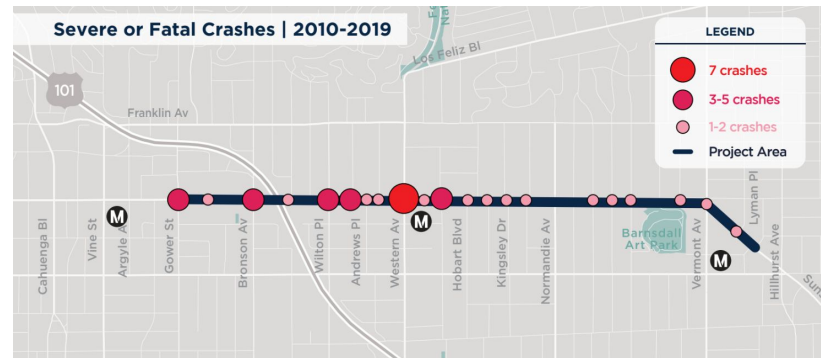 Severe or Fatal Crashes | 2010-2019
LEGEND
7 crashes
3-5 crashes
1-2 crashes
Project Area
Los Feliz Bl
101
Franklin Av
M
M
M
Cahuenga Bl
Vine St
Argyle A
Gower St
Bronson Av
Wilton Pl
Andrews Pl
Western Av
Hobart Blvd
Kingsley Dr
Normandie Av
Barnsdall
Art Park
Vermont Av
Lyman Pl
Hillhurst Ave